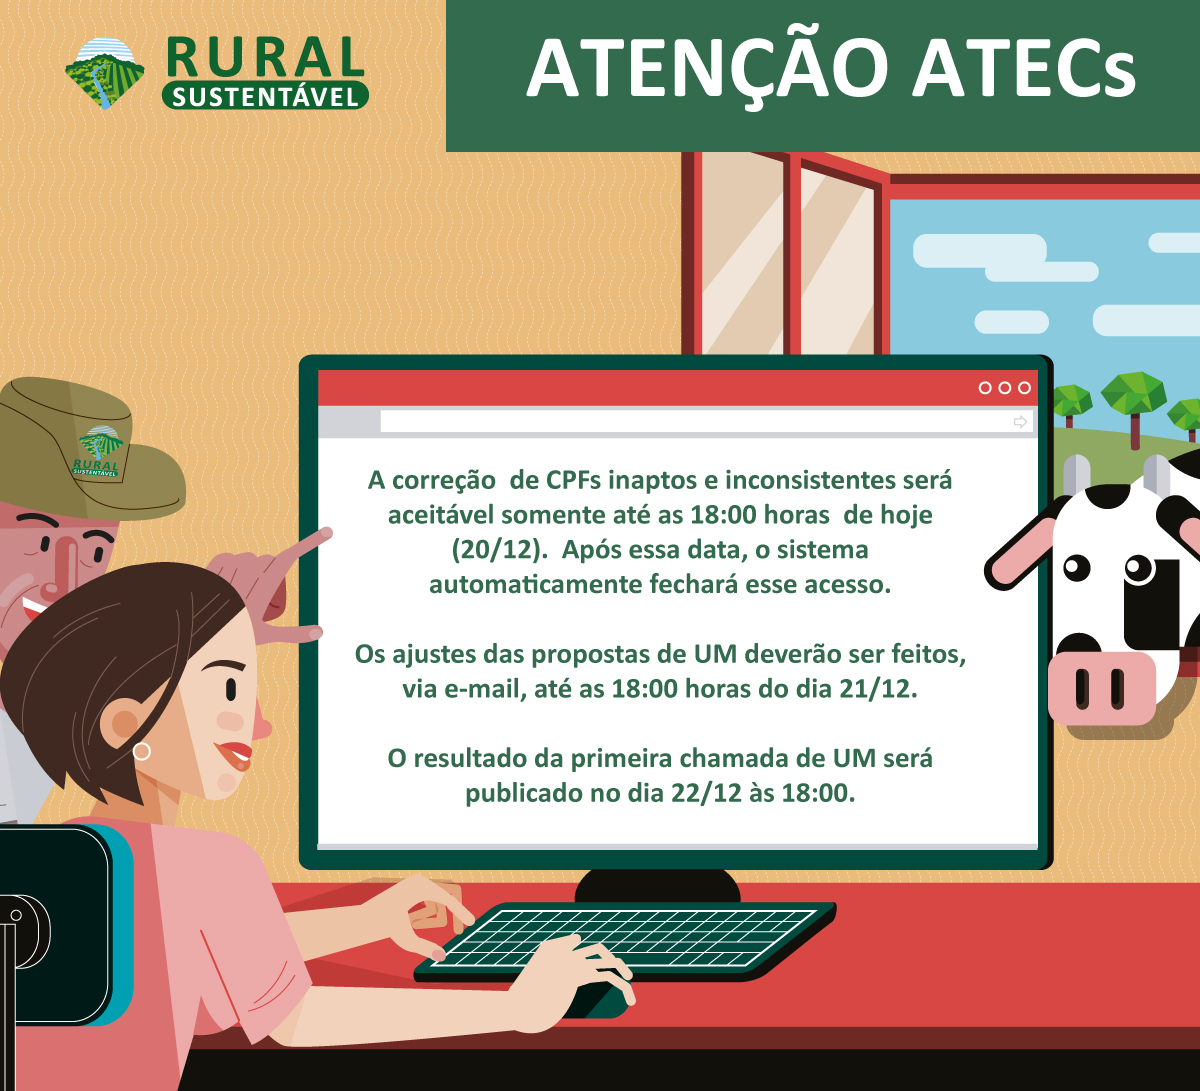 RURAL
SUSTENTÁVEL
ATENÇÃO ATECs
RURAL
SUSTENTÁVEL
A correção  de CPFs inaptos e inconsistentes será
aceitável somente até as 18:00 horas  de hoje
(20/12).  Após essa data, o sistema
automaticamente fechará esse acesso.
Os ajustes das propostas de UM deverão ser feitos,
via e-mail, até as 18:00 horas do dia 21/12.
O resultado da primeira chamada de UM será
publicado no dia 22/12 às 18:00.